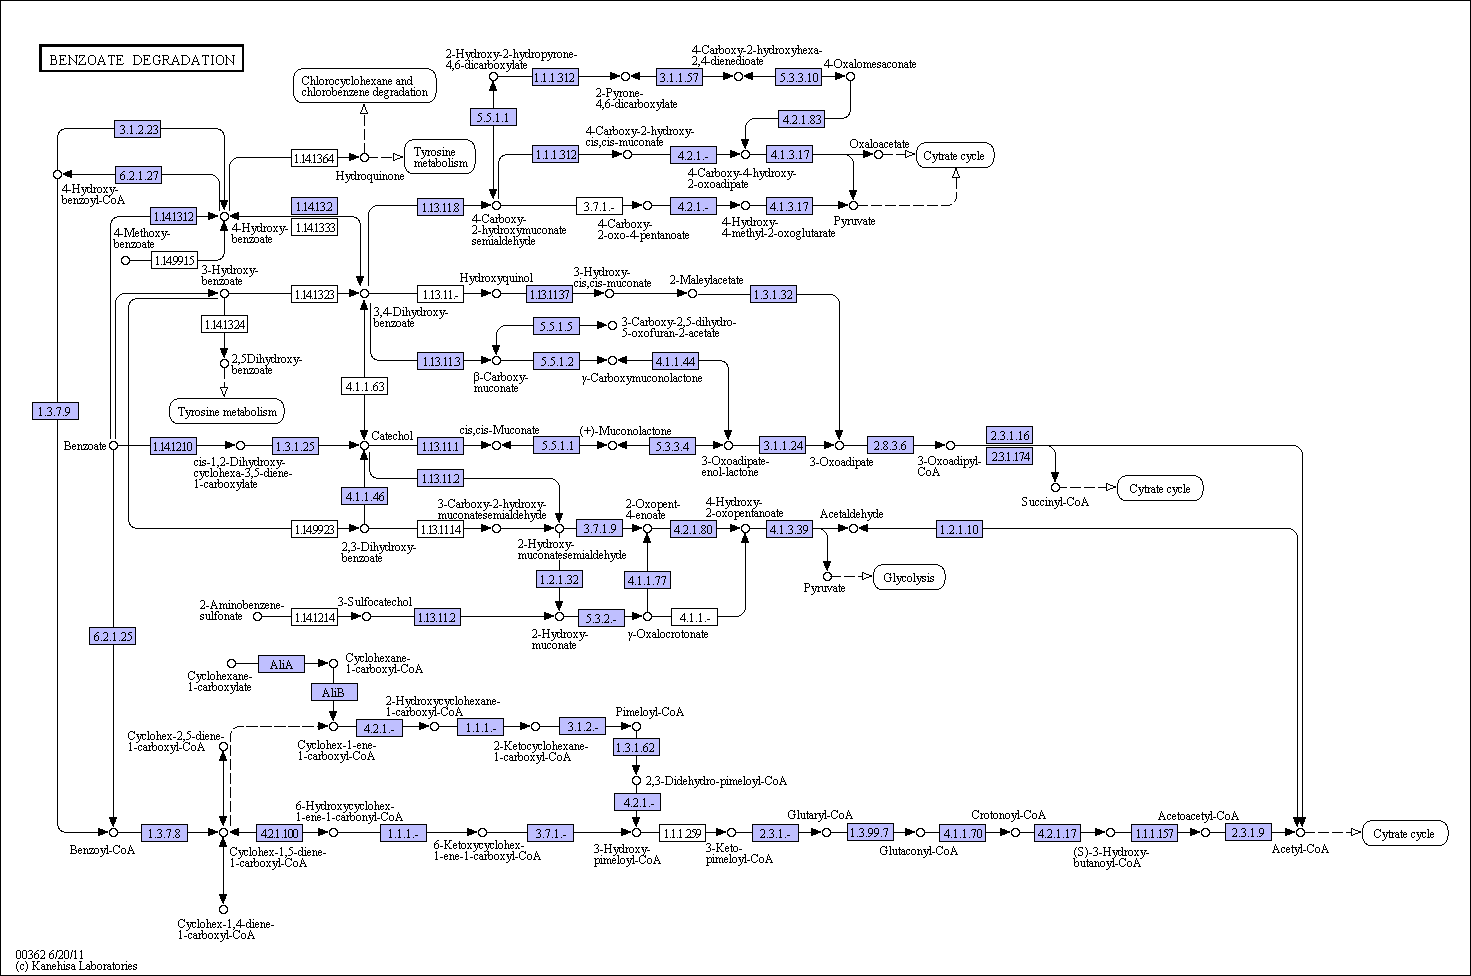 BENZOATE DEGRADATION
Chlorocyclohexane and
chlorobenzene degradation
2-Hydroxy-2-hydropyrone-
4,6-dicarboxylate
1.1.1.312
2-Pyrone-
4,6-dicarboxylate
3.1.1.57
4-Carboxy-2-hydroxyhexa-
2,4-dienedioate
5.3.3.10
4-Oxalomesaconate
5.5.1.1
4.2.1.83
3.1.2.23
6.2.1.27
4-Hydroxy-
benzoyl-CoA
1.14.1364
Hydroquinone
Tyrosine
metabolism
4-Carboxy-2-hydroxy-
cis,cis-muconate
1.1.1.312
4.2.1.-
4-Carboxy-4-hydroxy-
2-oxoadipate
4.1.3.17
Oxaloacetate
Cytrate cycle
1.14.1312
4-Methoxy-
benzoate
4-Hydroxy-
benzoate
1.14.13.2
1.14.1333
1.149915
1.13.11.8
4-Carboxy-
2-hydroxymuconate
semialdehyde
3.7.1.-
4-Carboxy-
2-oxo-4-pentanoate
4.2.1.-
4-Hydroxy-
4-methyl-2-oxoglutarate
4.1.3.17
Pyruvate
3-Hydroxy-
benzoate
1.14.1323
3,4-Dihydroxy-
benzoate
1.13.11.-
Hydroxyquinol
1.13.1137
3-Hydroxy-
cis,cis-muconate
2-Maleylacetate
1.3.1.32
1.14.1324
2,5Dihydroxy-
benzoate
Tyrosine metabolism
5.5.1.5
3-Carboxy-2,5-dihydro-
5-oxofuran-2-acetate
1.13.11.3
β-Carboxy-
muconate
5.5.1.2
γ-Carboxymuconolactone
4.1.1.44
4.1.1.63
1.3.7.9
Benzoate
1.14.1210
cis-1,2-Dihydroxy-
cyclohexa-3,5-diene-
1-carboxylate
1.3.1.25
Catechol
1.13.11.1
cis,cis-Muconate
5.5.1.1
(+)-Muconolactone
5.3.3.4
3-Oxoadipate-
enol-lactone
3.1.1.24
3-Oxoadipate
2.8.3.6
3-Oxoadipyl-
CoA
2.3.1.16
2.3.1.174
Succinyl-CoA
Cytrate cycle
4.1.1.46
1.13.11.2
1.149923
2,3-Dihydroxy-
benzoate
1.13.1114
3-Carboxy-2-hydroxy-
muconatesemialdehyde
2-Hydroxy-
muconatesemialdehyde
3.7.1.9
2-Oxopent-
4-enoate
4.2.1.80
4-Hydroxy-
2-oxopentanoate
4.1.3.39
Acetaldehyde
1.2.1.10
Pyruvate
Glycolysis
1.2.1.32
4.1.1.77
2-Aminobenzene-
sulfonate
1.14.1214
3-Sulfocatechol
1.13.11.2
2-Hydroxy-
muconate
5.3.2.-
γ-Oxalocrotonate
4.1.1.-
6.2.1.25
Cyclohexane-
1-carboxylate
AliA
Cyclohexane-
1-carboxyl-CoA
AliB
Cyclohex-1-ene-
1-carboxyl-CoA
4.2.1.-
2-Hydroxycyclohexane-
1-carboxyl-CoA
1.1.1.-
2-Ketocyclohexane-
1-carboxyl-CoA
3.1.2.-
Pimeloyl-CoA
1.3.1.62
2,3-Didehydro-pimeloyl-CoA
4.2.1.-
Cyclohex-2,5-diene-
1-carboxyl-CoA
Benzoyl-CoA
1.3.7.8
Cyclohex-1,5-diene-
1-carboxyl-CoA
4.2.1.100
6-Hydroxycyclohex-
1-ene-1-carbonyl-CoA
1.1.1.-
6-Ketoxycyclohex-
1-ene-1-carboxyl-CoA
3.7.1.-
3-Hydroxy-
pimeloyl-CoA
1.1.1.259
3-Keto-
pimeloyl-CoA
2.3.1.-
Glutaryl-CoA
1.3.99.7
Glutaconyl-CoA
4.1.1.70
Crotonoyl-CoA
4.2.1.17
(S)-3-Hydroxy-
butanoyl-CoA
1.1.1.157
Acetoacetyl-CoA
2.3.1.9
Acetyl-CoA
Cytrate cycle
Cyclohex-1,4-diene-
1-carboxyl-CoA
00362 6/20/11
(c) Kanehisa Laboratories